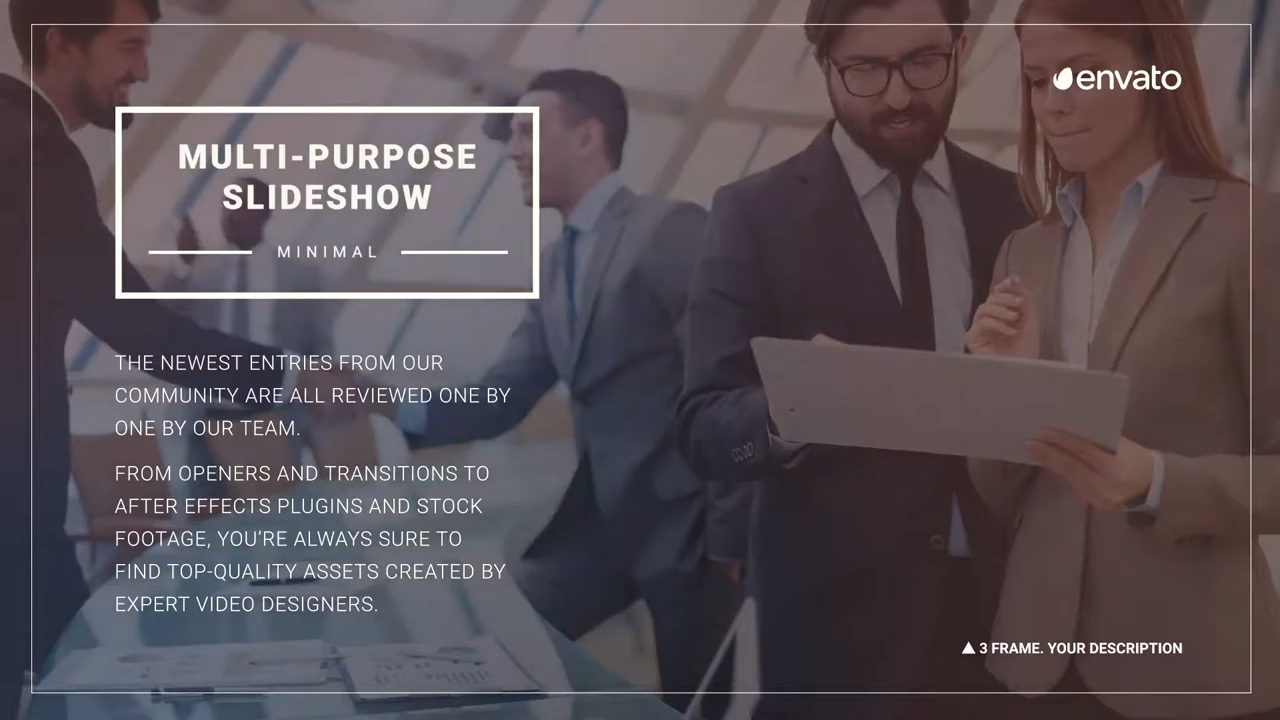 envato
MULTI-PURPOSE
SLIDESHOW
MINIMAL
THE NEWEST ENTRIES FROM OUR
COMMUNITY ARE ALL REVIEWED ONE BY
ONE BY OUR TEAM.
FROM OPENERS AND TRANSITIONS TO
AFTER EFFECTS PLUGINS AND STOCK
FOOTAGE, YOU'RE ALWAYS SURE TO
FIND TOP-QUALITY ASSETS CREATED BY
EXPERT VIDEO DESIGNERS.
▲ 3 FRAME. YOUR DESCRIPTION